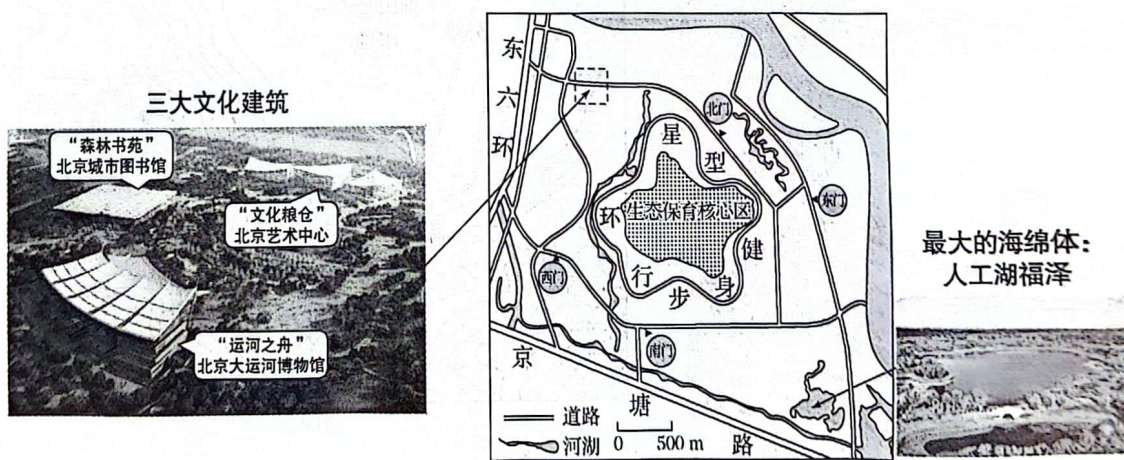 三大文化建筑
“森林书苑”
北京城市图书馆
“文化粮仓”
北京艺术中心
“运河之舟”
北京大运河博物馆
东
六
环
北门
星
型
东门
环
生态保育核心区
健
西门
行
步
身
南门
京
塘
路
道路
河湖
0 500 m
最大的海绵体：
人工湖福泽